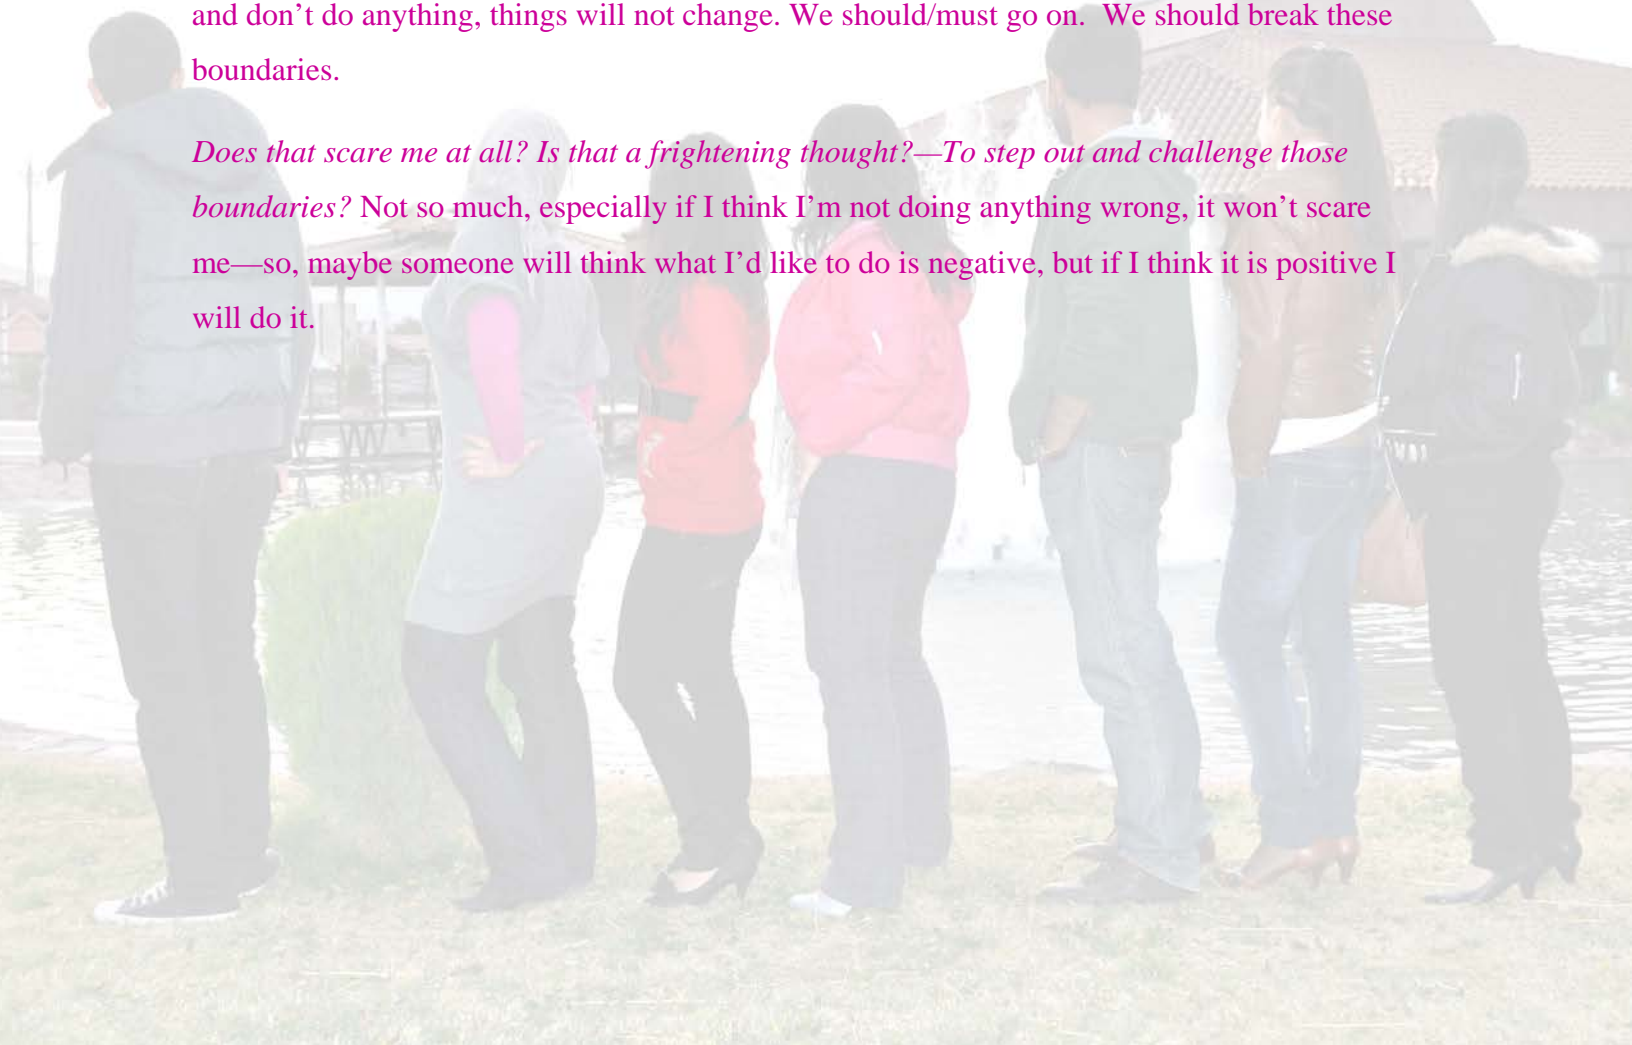 and don’t do anything, things will not change. We should/must go on.  We should break these
boundaries.
Does that scare me at all? Is that a frightening thought?—To step out and challenge those
boundaries? Not so much, especially if I think I’m not doing anything wrong, it won’t scare
me—so, maybe someone will think what I’d like to do is negative, but if I think it is positive I
will do it.